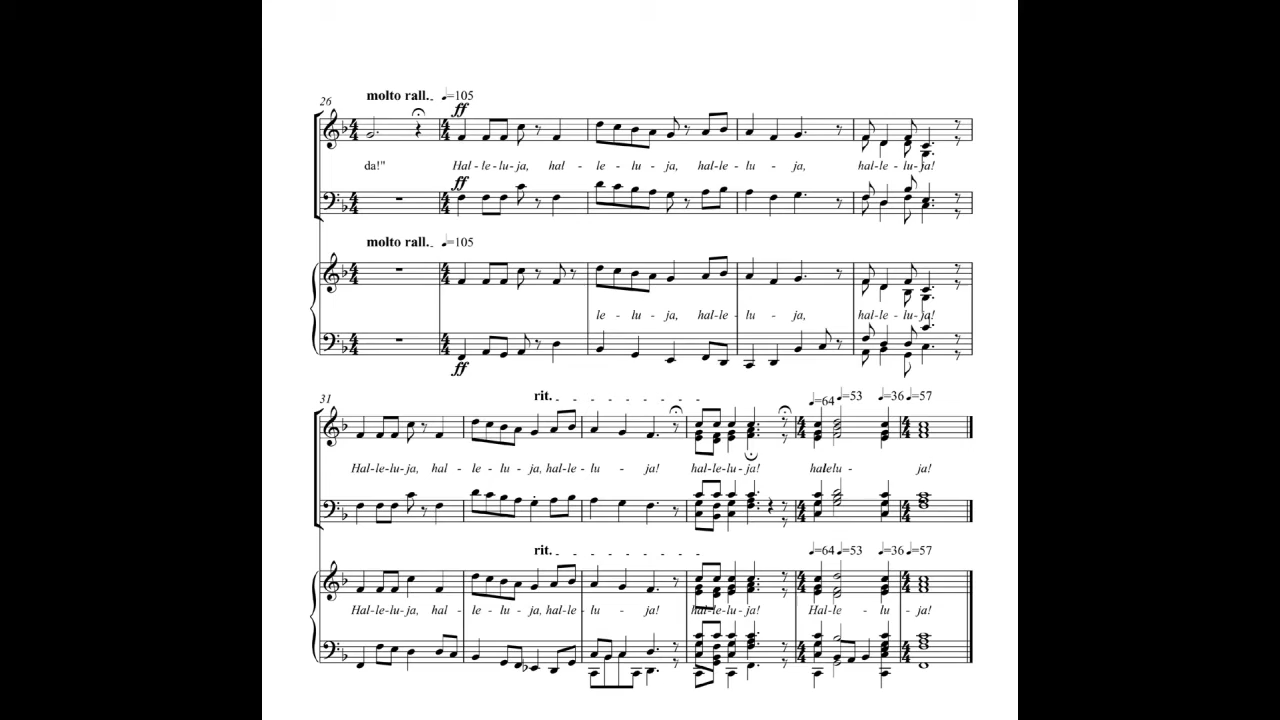 molto rall. ♩=105
26
ff
da!" Hal-le-lu-ja, hal - le - lu - ja, hal-le - lu - ja, hal-le - lu-ja!
ff
molto rall. ♩=105
le - lu - ja, hal-le - lu - ja, hal-le - lu-ja!
ff
rit. ♩=64 ♩=53 ♩=36 ♩=57
31
Hal-le-lu-ja, hal - le - lu - ja, hal-le - lu - ja! hal-le-lu-ja! halelu - ja!
rit. ♩=64 ♩=53 ♩=36 ♩=57
Hal-le-lu-ja, hal - le - lu - ja, hal-le - lu - ja! hal-le-lu-ja! Hal-le - lu - ja!